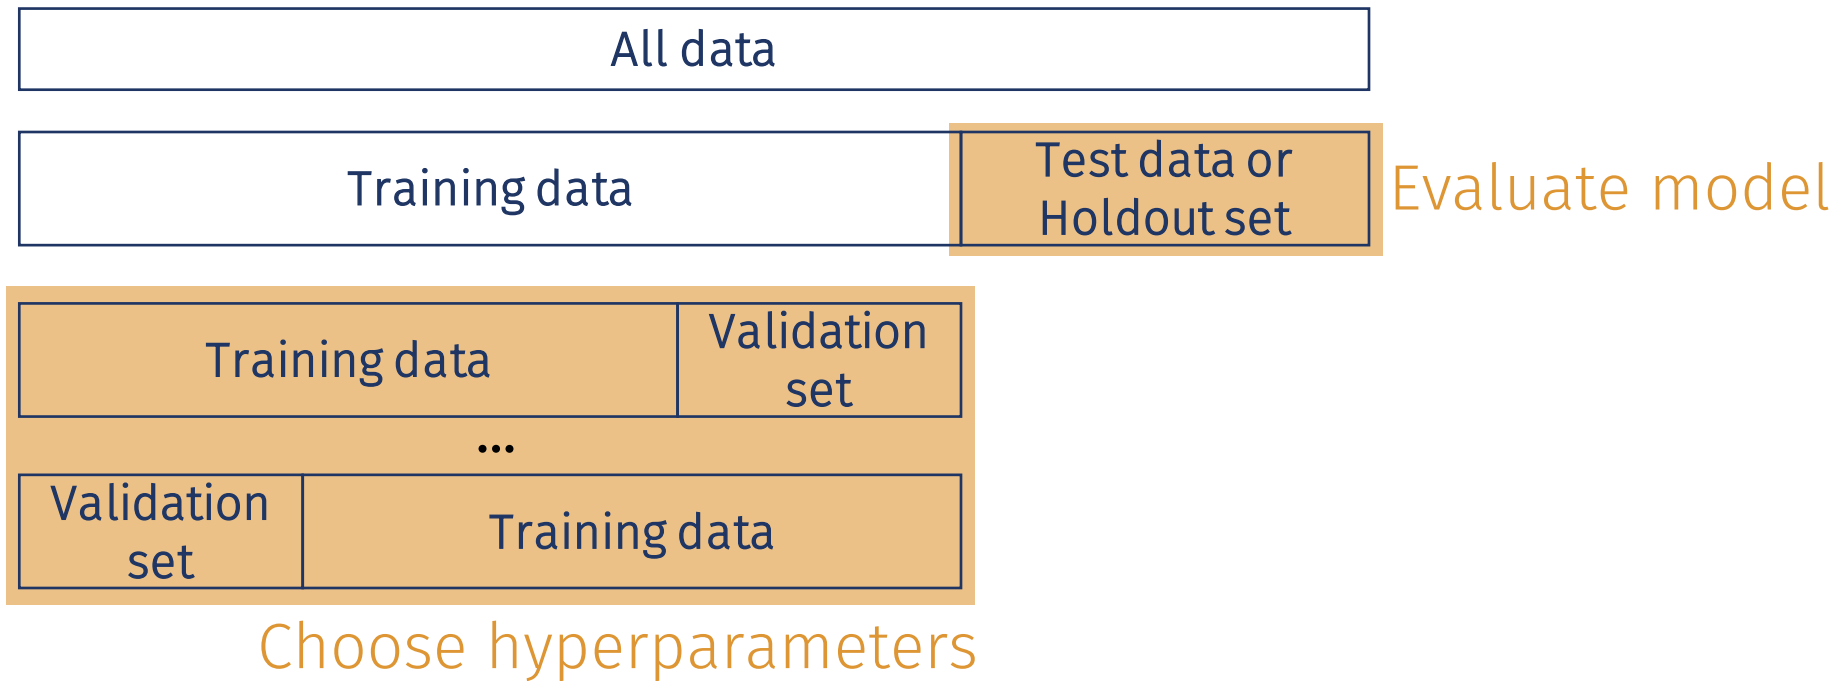 All data
Training data
Test data or
Holdout set
Evaluate model
Training data
Validation
set
...
Validation
set
Training data
Choose hyperparameters